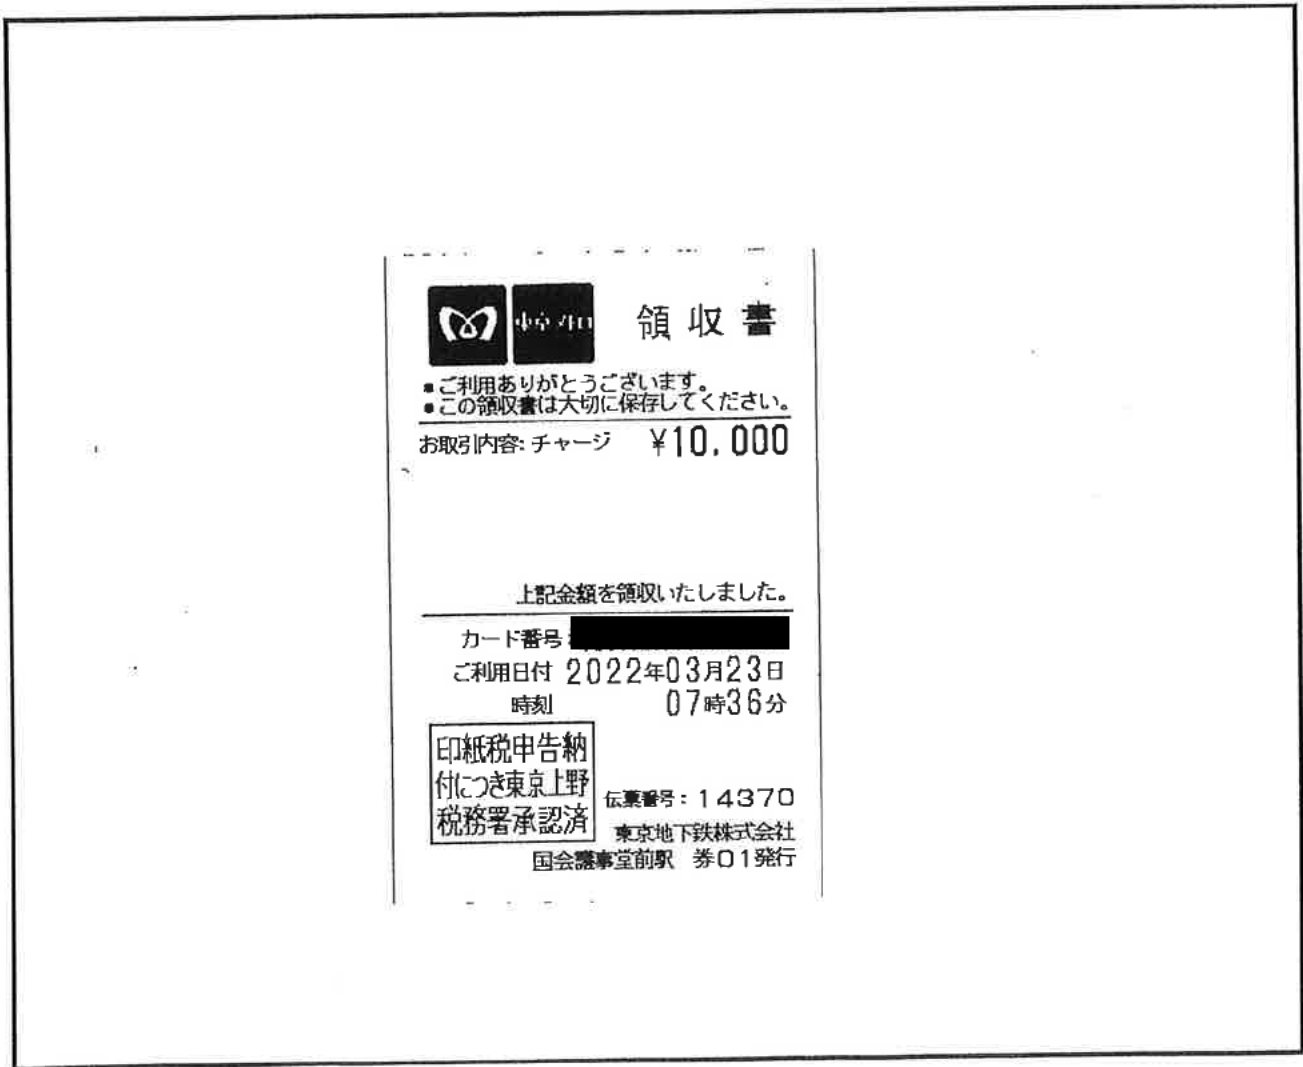 東京メトロ 領収書
■ご利用ありがとうございます。
■この領収書は大切に保存してください。
お取引内容: チャージ ¥10,000
上記金額を領収いたしました。
カード番号:
ご利用日付 2022年03月23日
時刻 07時36分
印紙税申告納
付につき東京上野
税務署承認済
伝票番号: 14370
東京地下鉄株式会社
国会議事堂前駅 券01発行